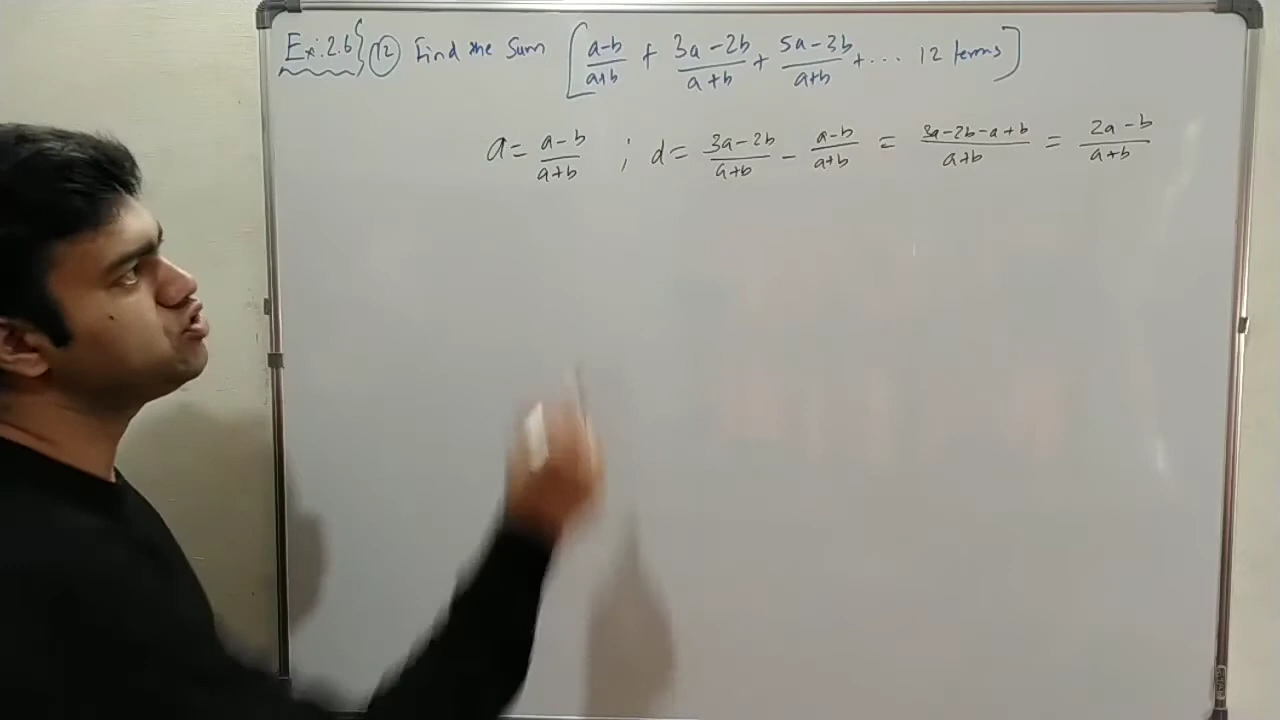 Ex: 2.6} 12 Find the Sum [(a-b)/(a+b) + (3a-2b)/(a+b) + (5a-3b)/(a+b) + ... 12 terms]
a = (a-b)/(a+b) ; d = (3a-2b)/(a+b) - (a-b)/(a+b) = (3a-2b-a+b)/(a+b) = (2a-b)/(a+b)